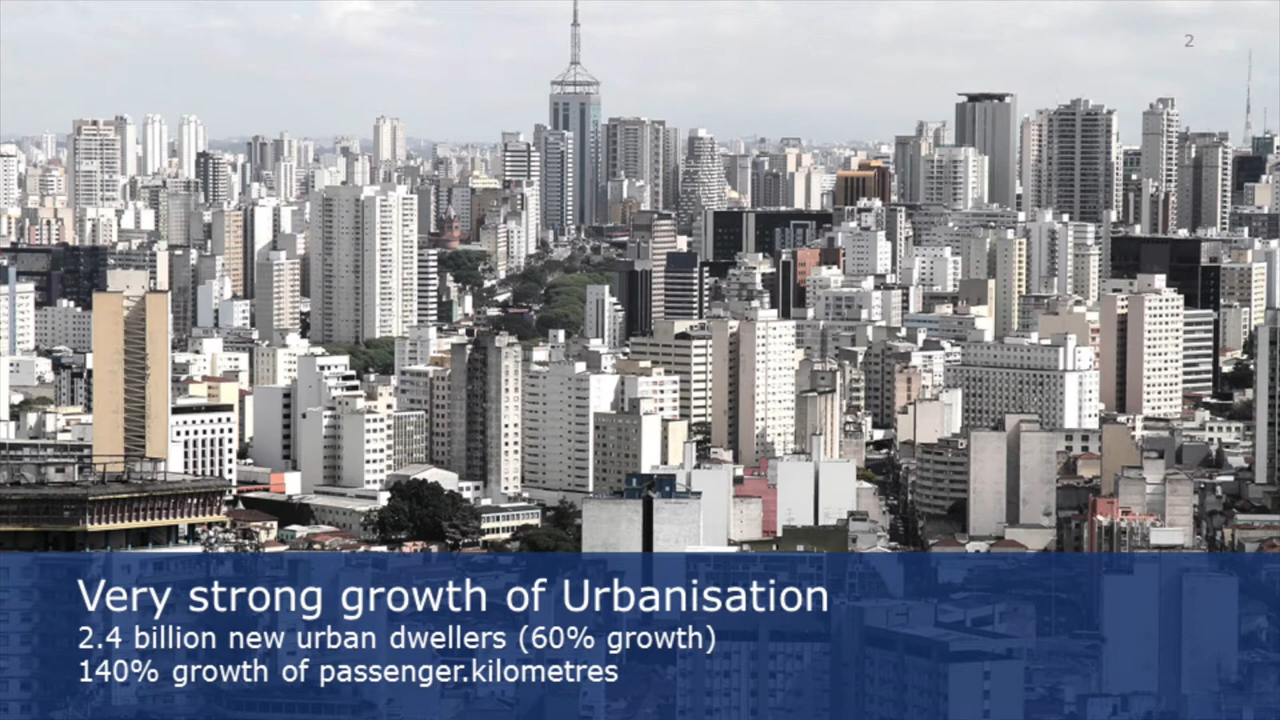 2
Very strong growth of Urbanisation
2.4 billion new urban dwellers (60% growth)
140% growth of passenger.kilometres